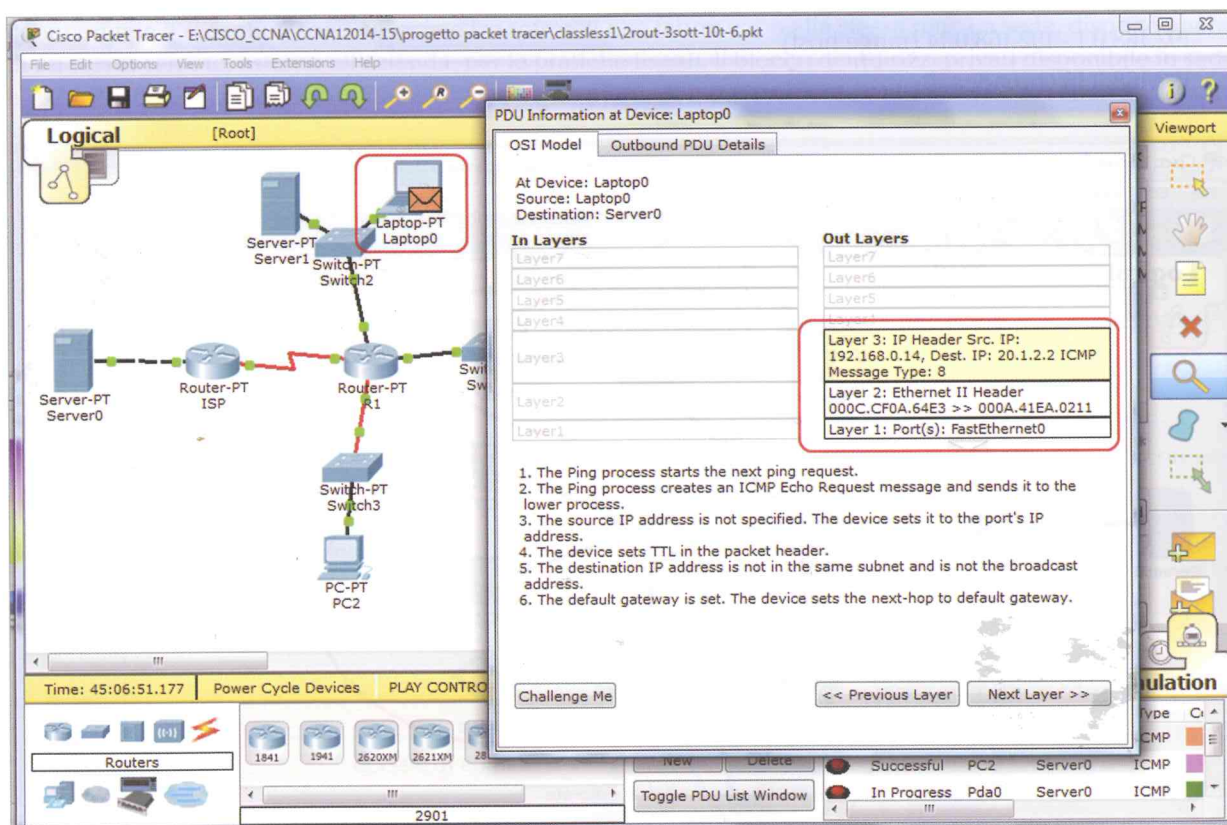 Cisco Packet Tracer - E:\CISCO_CCNA\CCNA12014-15\progetto packet tracer\classless1\2rout-3sott-10t-6.pkt
File Edit Options View Tools Extensions Help
Logical [Root]
Viewport
PDU Information at Device: Laptop0
OSI Model Outbound PDU Details
At Device: Laptop0
Source: Laptop0
Destination: Server0
In Layers Out Layers
Layer7 Layer7
Layer6 Layer6
Layer5 Layer5
Layer4
Layer3
Layer 3: IP Header Src. IP:
192.168.0.14, Dest. IP: 20.1.2.2 ICMP
Message Type: 8
Layer2
Layer 2: Ethernet II Header
000C.CF0A.64E3 >> 000A.41EA.0211
Layer1
Layer 1: Port(s): FastEthernet0
1. The Ping process starts the next ping request.
2. The Ping process creates an ICMP Echo Request message and sends it to the
lower process.
3. The source IP address is not specified. The device sets it to the port's IP
address.
4. The device sets TTL in the packet header.
5. The destination IP address is not in the same subnet and is not the broadcast
address.
6. The default gateway is set. The device sets the next-hop to default gateway.
Challenge Me << Previous Layer Next Layer >>
Laptop-PT
Laptop0
Server-PT
Server1
Switch-PT
Switch2
Server-PT
Server0
Router-PT
ISP
Router-PT
R1
Swit
Sw
Switch-PT
Switch3
PC-PT
PC2
Time: 45:06:51.177 Power Cycle Devices PLAY CONTRO
ulation
Routers
1841 1941 2620XM 2621XM 28
2901
New Delete
Toggle PDU List Window
Type
CMP
Successful PC2 Server0 ICMP
In Progress Pda0 Server0 ICMP